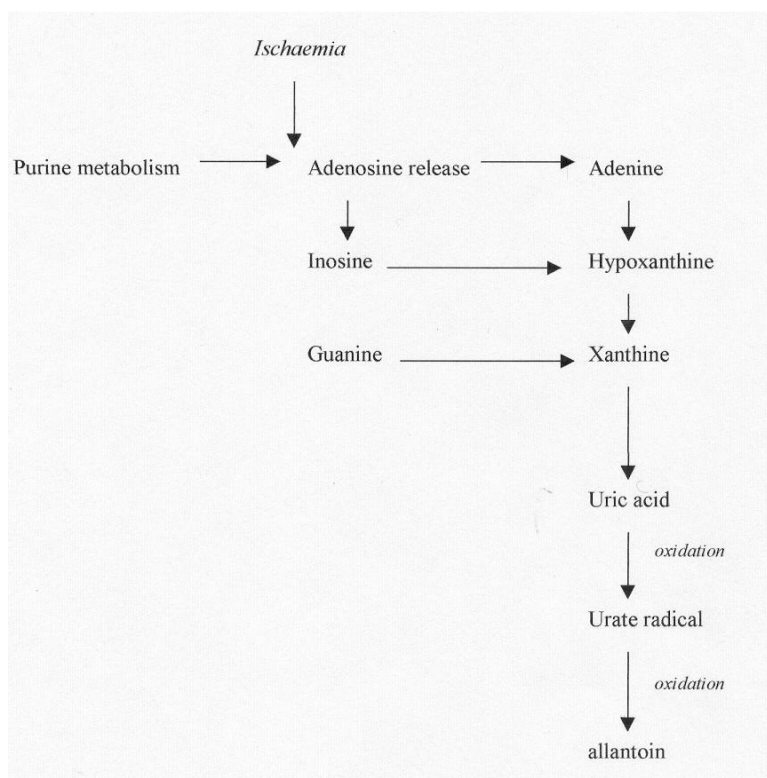 Ischaemia
Purine metabolism Adenosine release Adenine
Inosine Hypoxanthine
Guanine Xanthine
Uric acid
oxidation
Urate radical
oxidation
allantoin